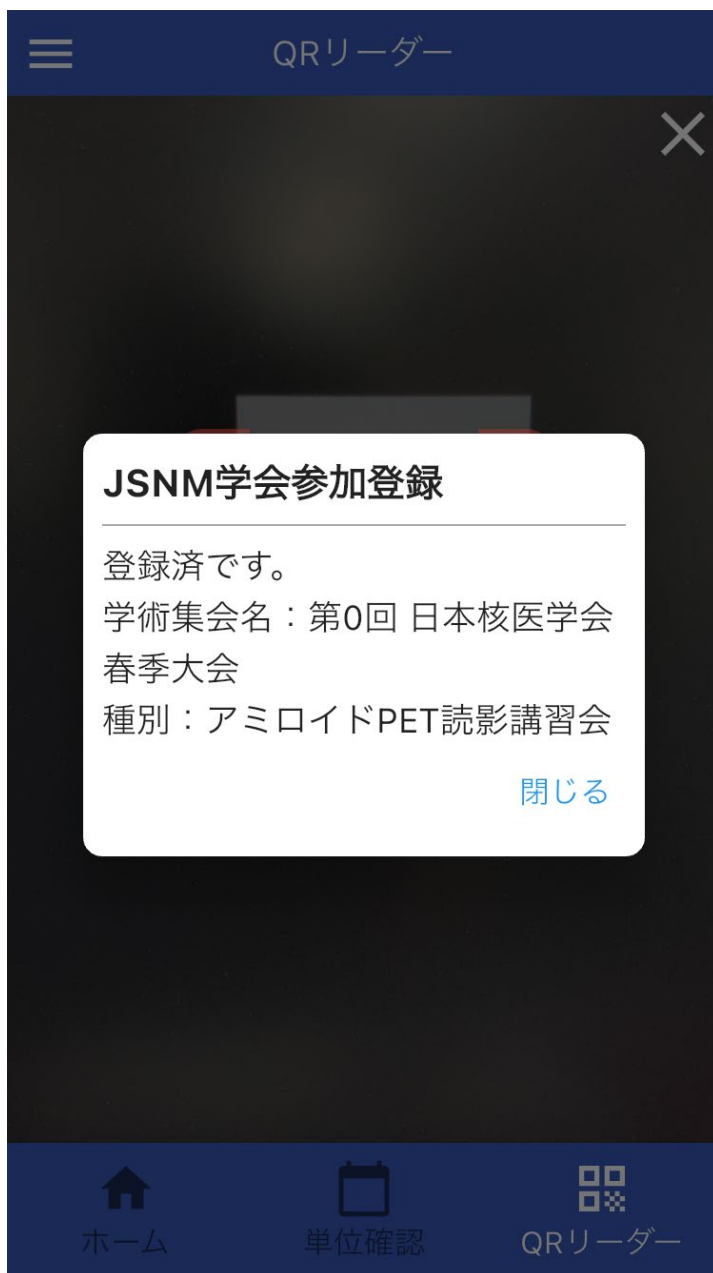 QRリーダー
JSNM学会参加登録
登録済です。
学術集会名：第0回 日本核医学会
春季大会
種別：アミロイドPET読影講習会
閉じる
ホーム
単位確認
QRリーダー